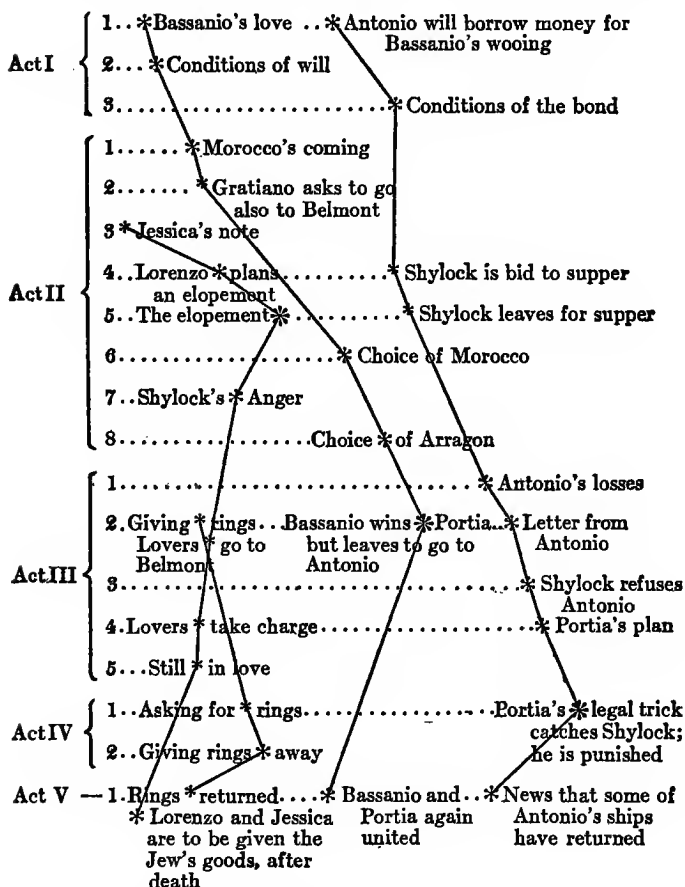 1..*Bassanio's love ..*Antonio will borrow money for
Bassanio's wooing
Act I
2...*Conditions of will
3..............................*Conditions of the bond
1......*Morocco's coming
2.......*Gratiano asks to go
also to Belmont
3*Jessica's note
Act II
4..Lorenzo*plans............*Shylock is bid to supper
an elopement
5..The elopement*............*Shylock leaves for supper
6......................*Choice of Morocco
7..Shylock's*Anger
8...................Choice*of Arragon
1.....................................*Antonio's losses
2.Giving*rings...Bassanio wins*Portia..*Letter from
Lovers*go to but leaves to go to Antonio
Belmont Antonio
Act III
3..........................................*Shylock refuses
Antonio
4.Lovers*take charge.....................*Portia's plan
5...Still*in love
1..Asking for*rings..................Portia's*legal trick
catches Shylock;
Act IV
2..Giving rings*away he is punished
Act V — 1.Rings*returned....*Bassanio and ..*News that some of
*Lorenzo and Jessica Portia again Antonio's ships
are to be given the united have returned
Jew's goods, after
death